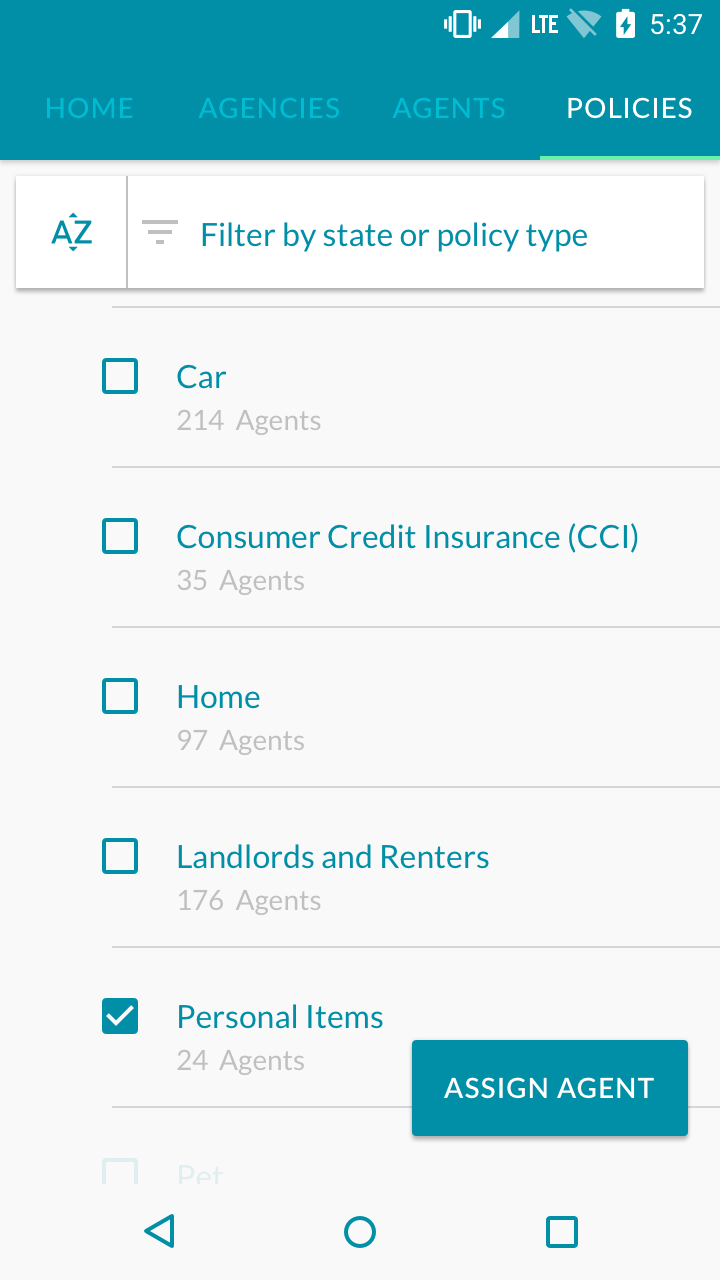 LTE 5:37
HOME AGENCIES AGENTS POLICIES
AZ Filter by state or policy type
Car
214 Agents
Consumer Credit Insurance (CCI)
35 Agents
Home
97 Agents
Landlords and Renters
176 Agents
Personal Items
24 Agents
ASSIGN AGENT
Pet